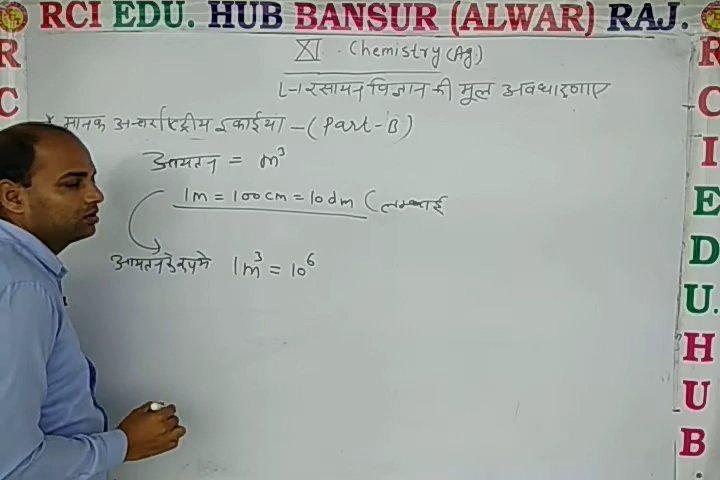 RCI EDU. HUB BANSUR (ALWAR) RAJ.
XI . Chemistry (Ag)
L-1 रसायन विज्ञान की मूल अवधारणाए
* मानक अन्तर्राष्ट्रीय इकाईया - (Part-B)
आयतन = m³
1m = 100cm = 10dm (लम्बाई
आयतन के रूप मे 1m³ = 10⁶
R
C
R
C
I
E
D
U.
H
U
B
.